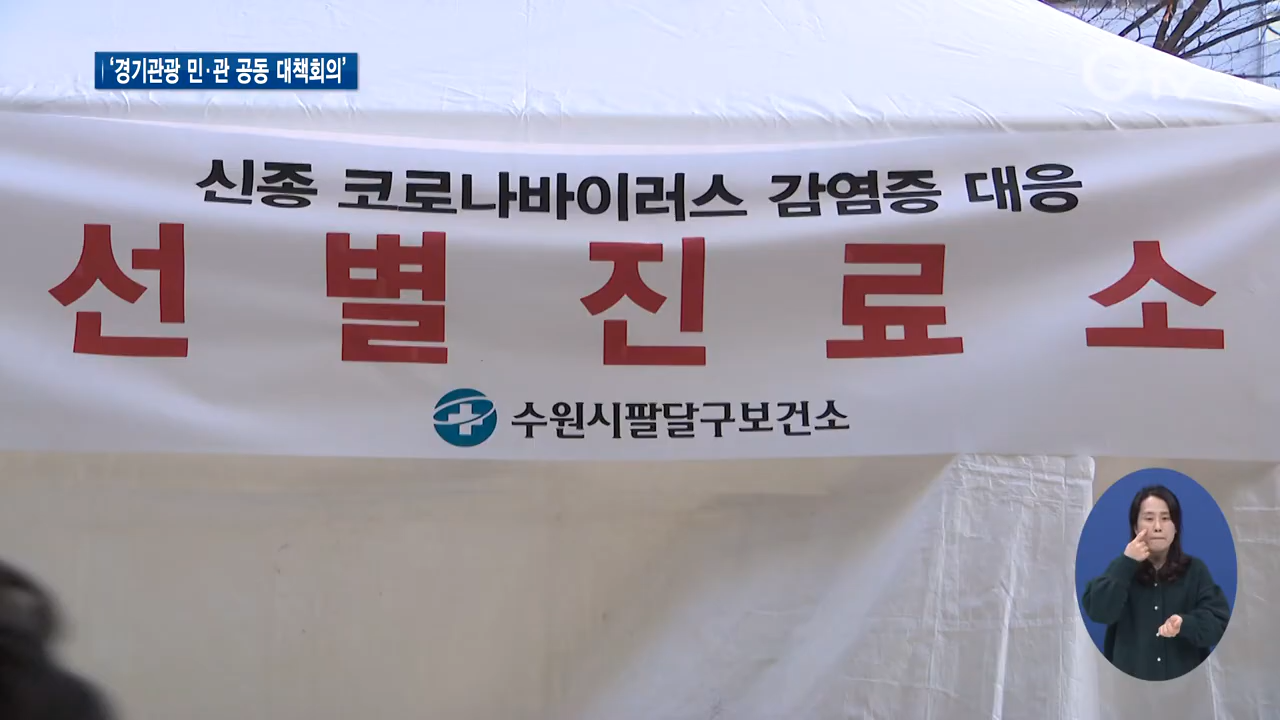 '경기관광 민·관 공동 대책회의'
GTV
신종 코로나바이러스 감염증 대응
선별진료소
수원시팔달구보건소